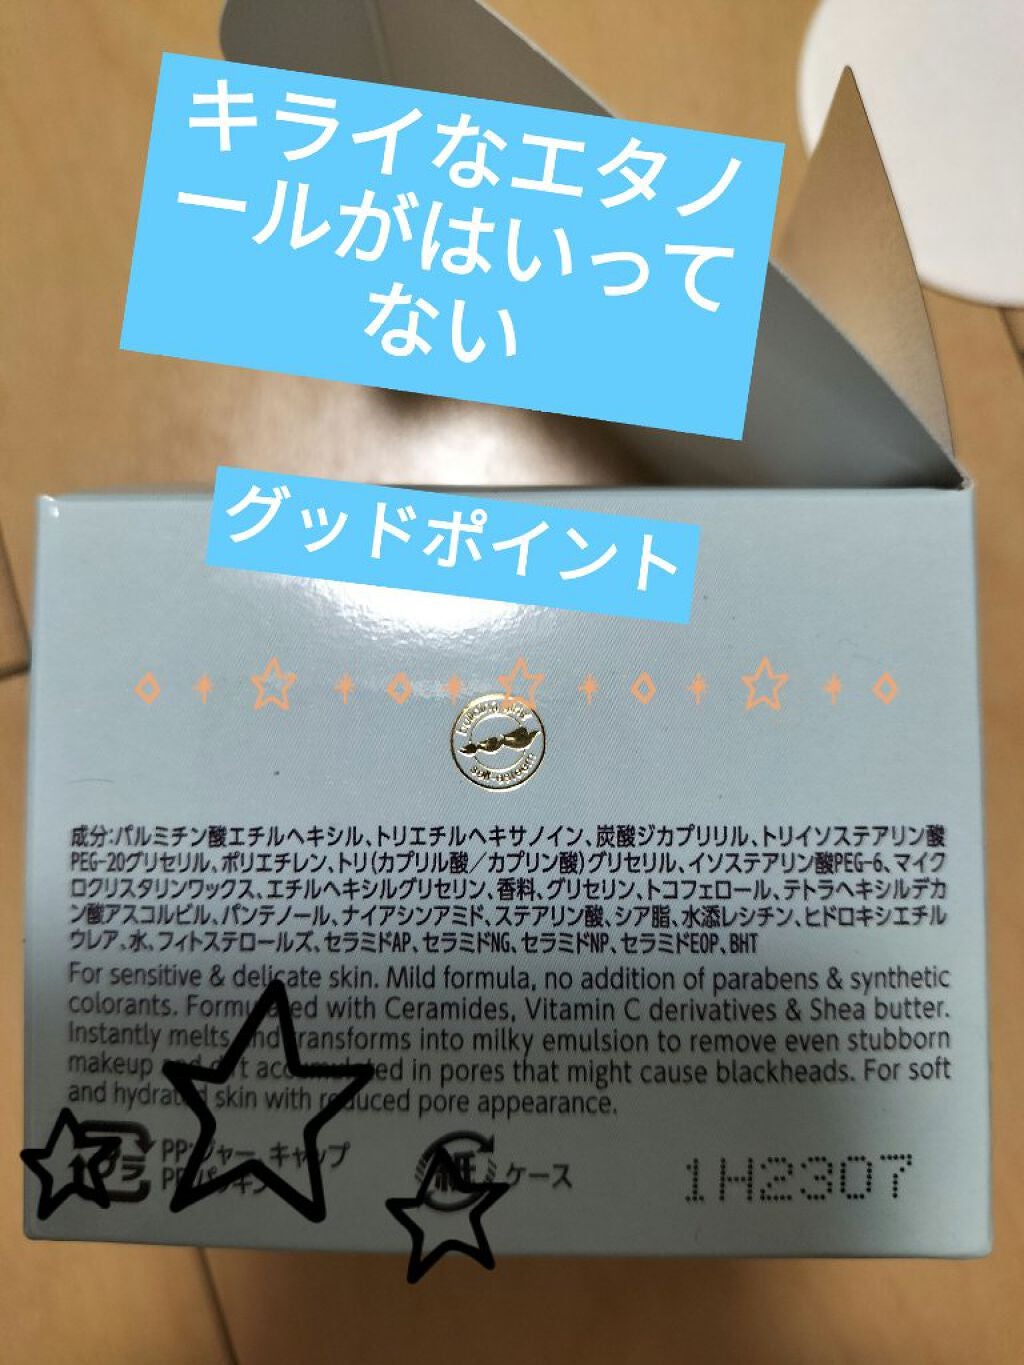 キライなエタノ
ールがはいって
ない
グッドポイント
成分:パルミチン酸エチルヘキシル、トリエチルヘキサノイン、炭酸ジカプリリル、トリイソステアリン酸
PEG-20グリセリル、ポリエチレン、トリ(カプリル酸/カプリン酸)グリセリル、イソステアリン酸PEG-6、マイク
ロクリスタリンワックス、エチルヘキシルグリセリン、香料、グリセリン、トコフェロール、テトラヘキシルデカ
ン酸アスコルビル、パンテノール、ナイアシンアミド、ステアリン酸、シア脂、水添レシチン、ヒドロキシエチル
ウレア、水、フィトステロールズ、セラミドAP、セラミドNG、セラミドNP、セラミドEOP、BHT
For sensitive & delicate skin. Mild formula, no addition of parabens & synthetic
colorants. Formulated with Ceramides, Vitamin C derivatives & Shea butter.
Instantly melts and transforms into milky emulsion to remove even stubborn
makeup and dirt accumulated in pores that might cause blackheads. For soft
and hydrated skin with reduced pore appearance.
プラ
PP:ジャー、キャップ
紙
ケース
1H2307